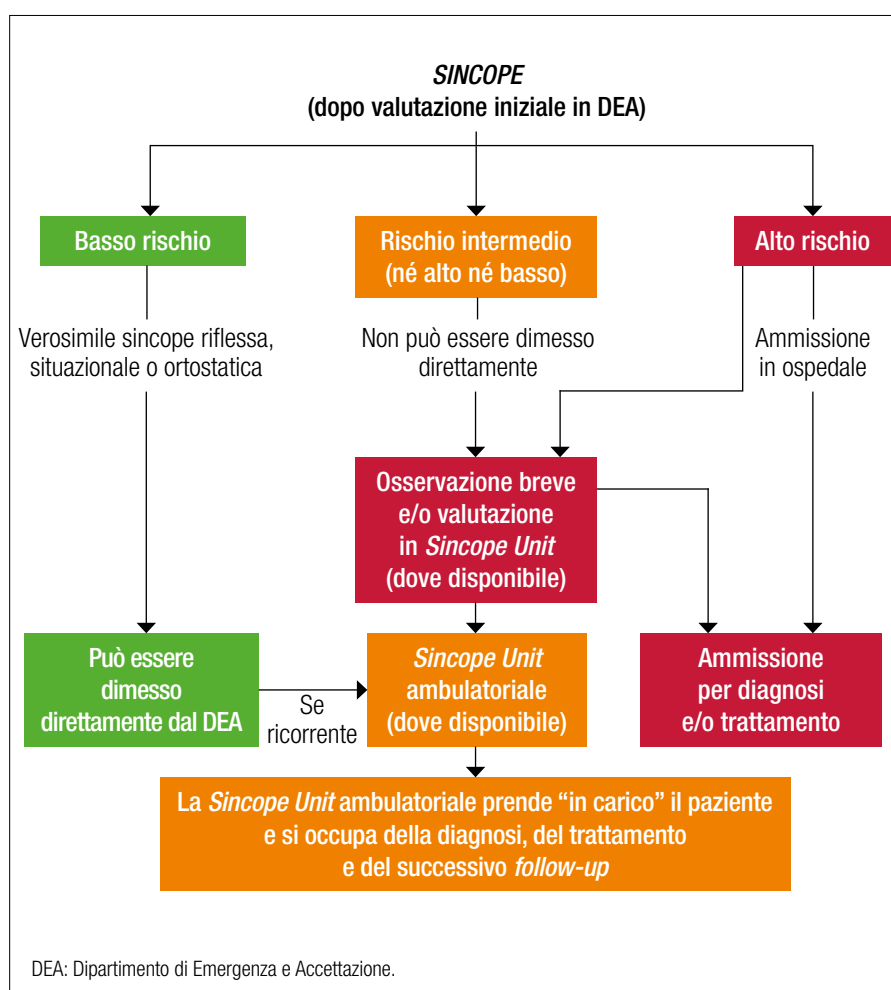 SINCOPE
(dopo valutazione iniziale in DEA)
Basso rischio
Rischio intermedio
(né alto né basso)
Alto rischio
Verosimile sincope riflessa,
situazionale o ortostatica
Non può essere dimesso
direttamente
Ammissione
in ospedale
Osservazione breve
e/o valutazione
in Sincope Unit
(dove disponibile)
Può essere
dimesso
direttamente dal DEA
Se
ricorrente
Sincope Unit
ambulatoriale
(dove disponibile)
Ammissione
per diagnosi
e/o trattamento
La Sincope Unit ambulatoriale prende “in carico” il paziente
e si occupa della diagnosi, del trattamento
e del successivo follow-up
DEA: Dipartimento di Emergenza e Accettazione.